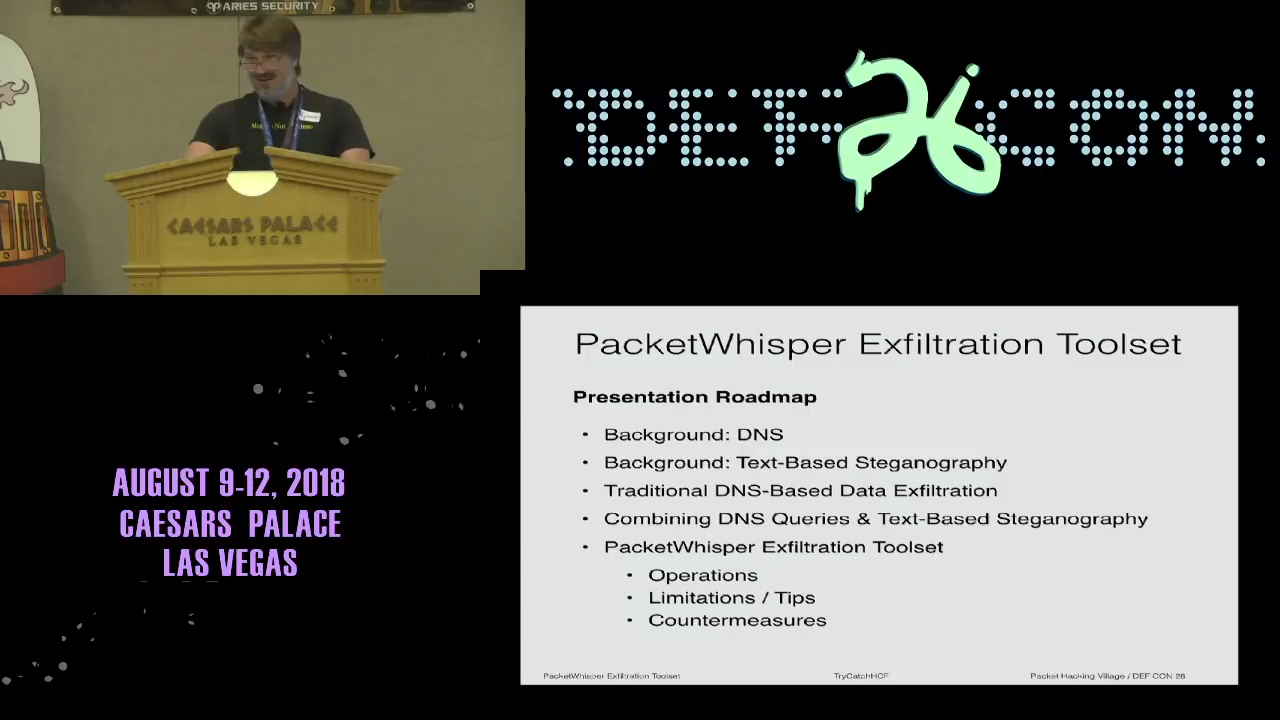 ARIES SECURITY
CAESARS PALACE
LAS VEGAS
DEF CON
26
PacketWhisper Exfiltration Toolset
Presentation Roadmap
• Background: DNS
• Background: Text-Based Steganography
• Traditional DNS-Based Data Exfiltration
• Combining DNS Queries & Text-Based Steganography
• PacketWhisper Exfiltration Toolset
• Operations
• Limitations / Tips
• Countermeasures
PacketWhisper Exfiltration Toolset
TryCatchHCF
Packet Hacking Village / DEF CON 26
AUGUST 9-12, 2018
CAESARS PALACE
LAS VEGAS